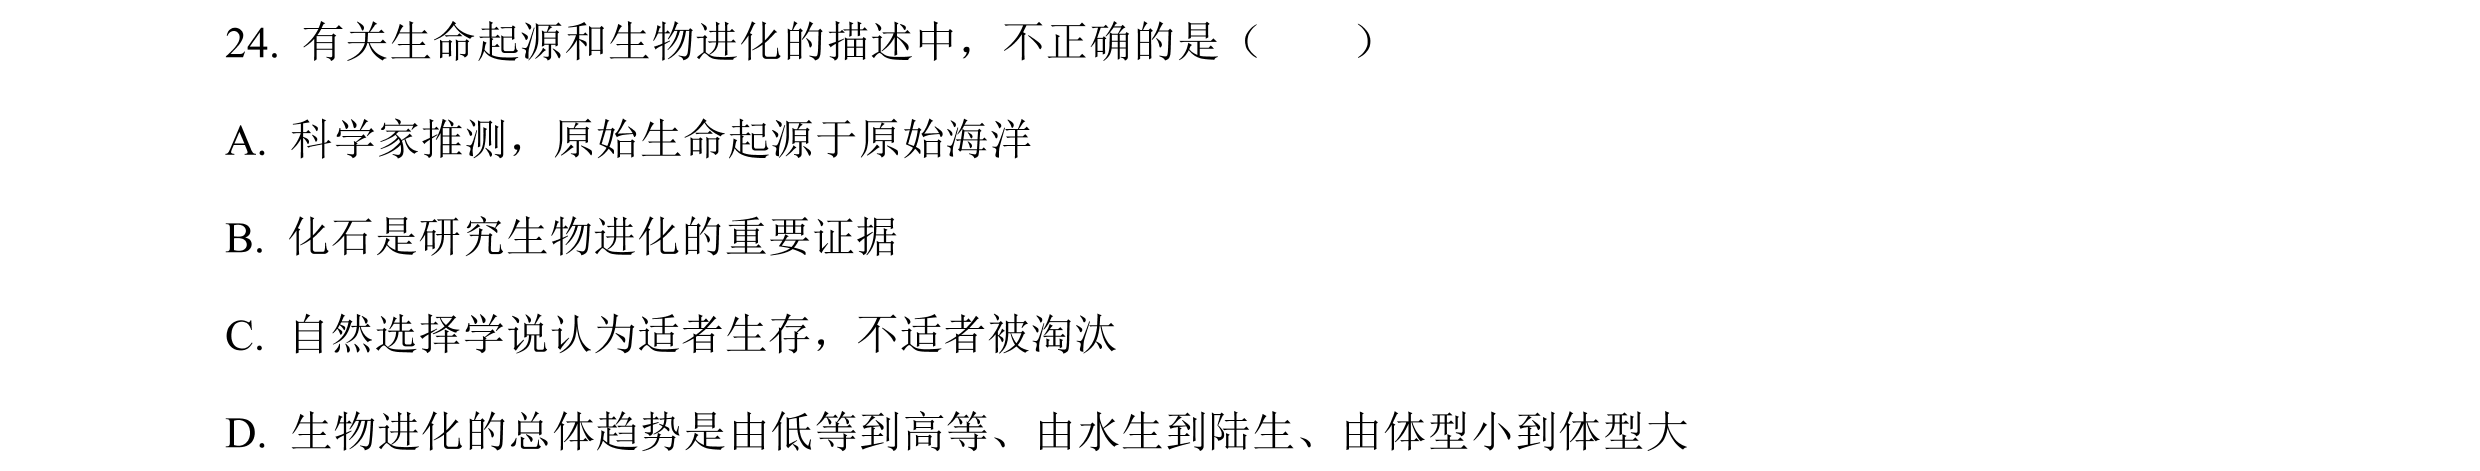 24. 有关生命起源和生物进化的描述中，不正确的是（　　）
A. 科学家推测，原始生命起源于原始海洋
B. 化石是研究生物进化的重要证据
C. 自然选择学说认为适者生存，不适者被淘汰
D. 生物进化的总体趋势是由低等到高等、由水生到陆生、由体型小到体型大